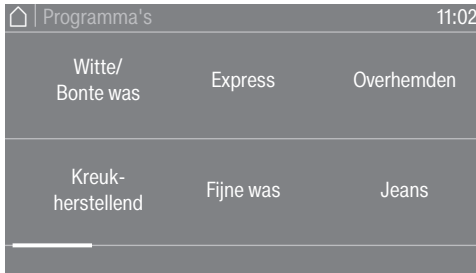 Programma's 11:02
Witte/
Bonte was
Express
Overhemden
Kreuk-
herstellend
Fijne was
Jeans